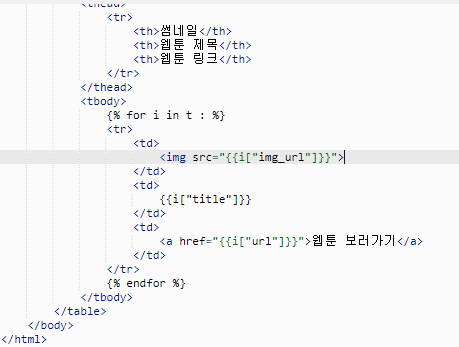 <thead>
<tr>
<th>썸네일</th>
<th>웹툰 제목</th>
<th>웹툰 링크</th>
</tr>
</thead>
<tbody>
{% for i in t : %}
<tr>
<td>
<img src="{{i["img_url"]}}">
</td>
<td>
{{i["title"]}}
</td>
<td>
<a href="{{i["url"]}}">웹툰 보러가기</a>
</td>
</tr>
{% endfor %}
</tbody>
</table>
</body>
</html>